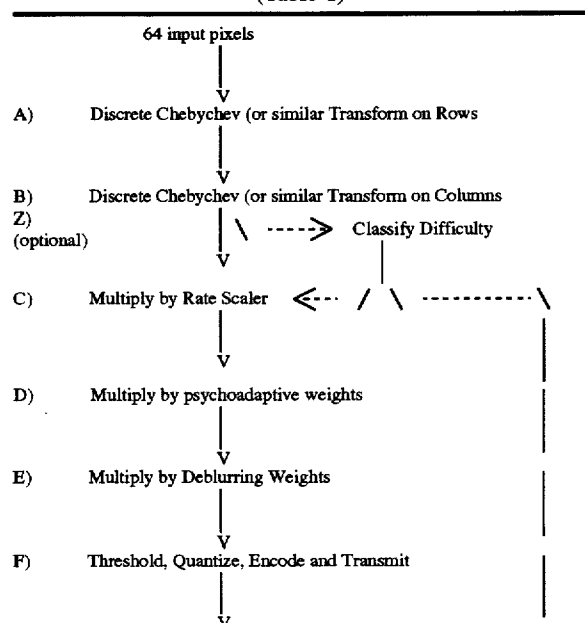 64 input pixels
V
A) Discrete Chebychev (or similar Transform on Rows
V
B) Discrete Chebychev (or similar Transform on Columns
Z)
(optional) Classify Difficulty
V
C) Multiply by Rate Scaler
V
D) Multiply by psychoadaptive weights
V
E) Multiply by Deblurring Weights
V
F) Threshold, Quantize, Encode and Transmit
V